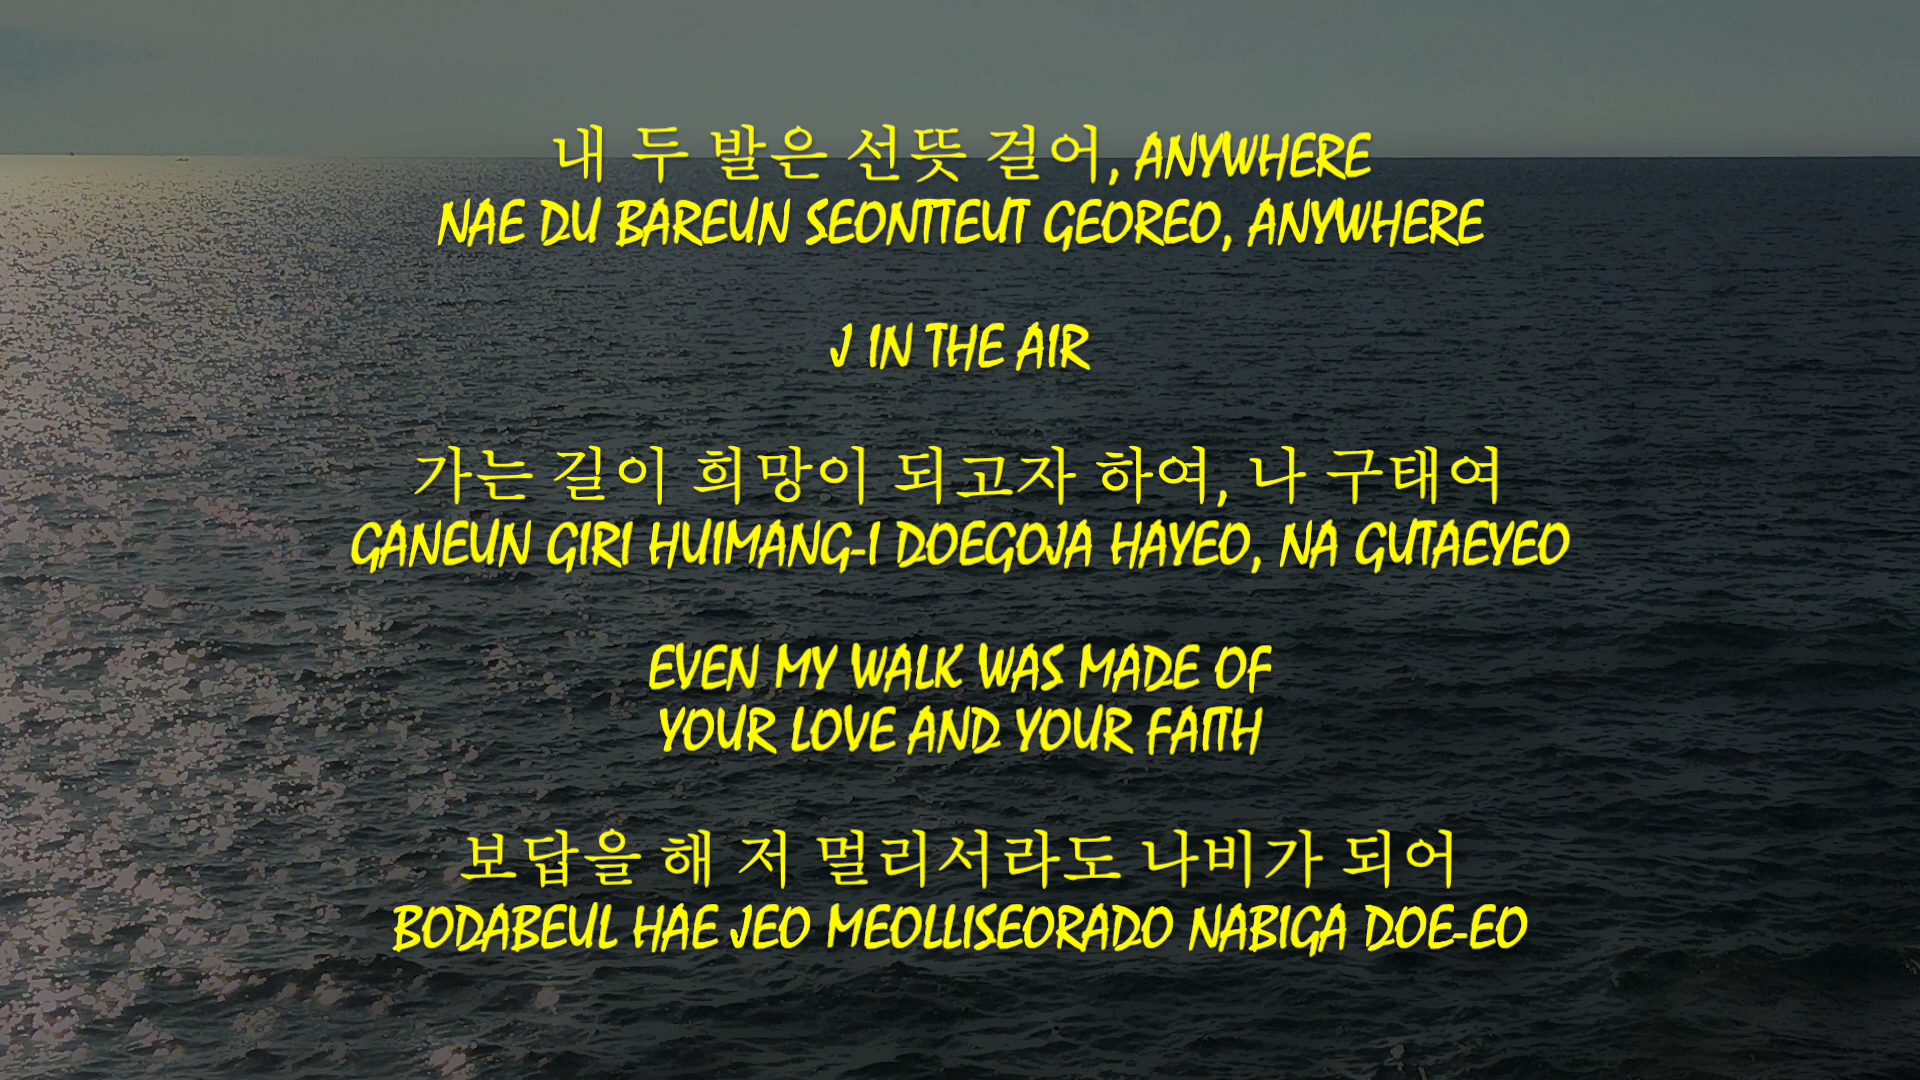 내 두 발은 선뜻 걸어, ANYWHERE
NAE DU BAREUN SEONTTEUT GEOREO, ANYWHERE
J IN THE AIR
가는 길이 희망이 되고자 하여, 나 구태여
GANEUN GIRI HUIMANG-I DOEGOJA HAYEO, NA GUTAEYEO
EVEN MY WALK WAS MADE OF
YOUR LOVE AND YOUR FAITH
보답을 해 저 멀리서라도 나비가 되어
BODABEUL HAE JEO MEOLLISEORADO NABIGA DOE-EO